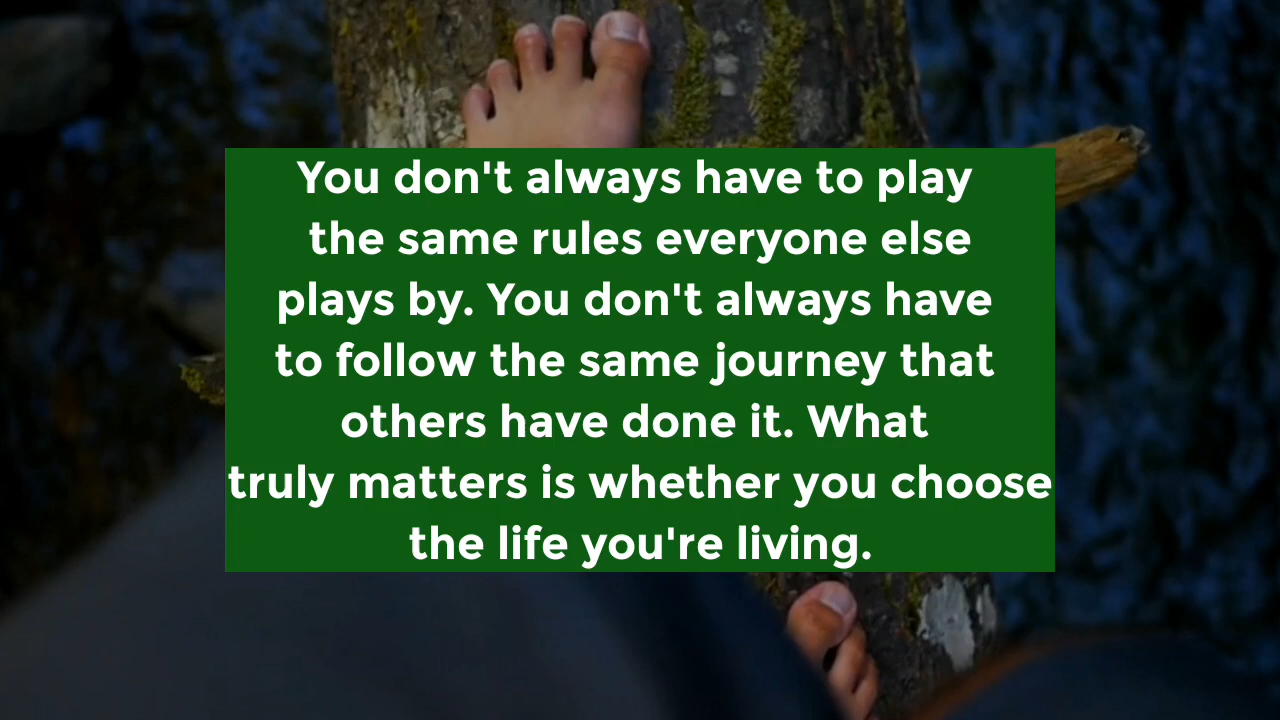 You don't always have to play
the same rules everyone else
plays by. You don't always have
to follow the same journey that
others have done it. What
truly matters is whether you choose
the life you're living.